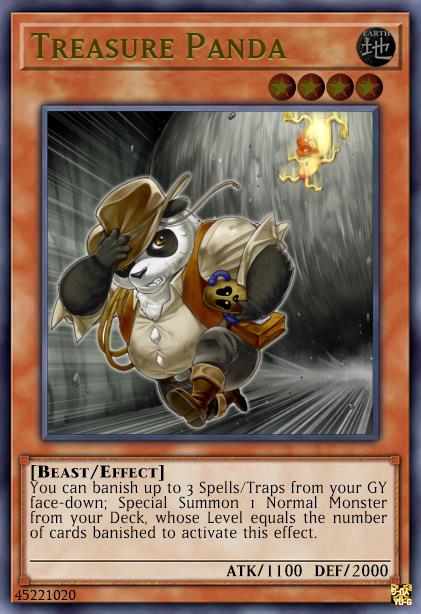 TREASURE PANDA
EARTH
地
[BEAST/EFFECT]
You can banish up to 3 Spells/Traps from your GY
face-down; Special Summon 1 Normal Monster
from your Deck, whose Level equals the number
of cards banished to activate this effect.
ATK/1100 DEF/2000
45221020